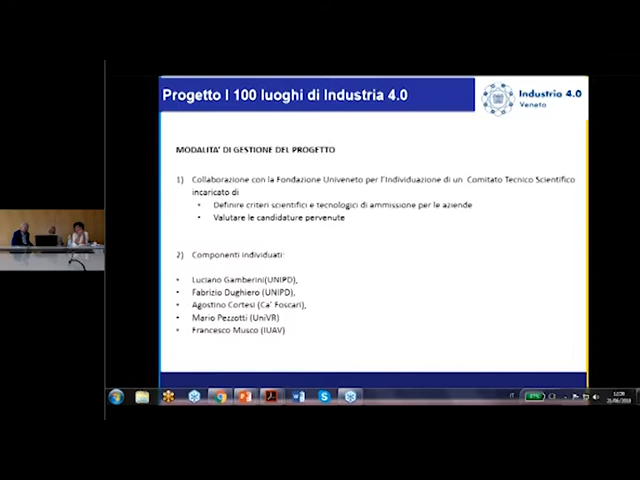 Progetto I 100 luoghi di Industria 4.0
Industria 4.0
Veneto
MODALITA' DI GESTIONE DEL PROGETTO
1) Collaborazione con la Fondazione Univeneto per l'Individuazione di un Comitato Tecnico Scientifico
incaricato di
• Definire criteri scientifici e tecnologici di ammissione per le aziende
• Valutare le candidature pervenute
2) Componenti individuati:
• Luciano Gamberini(UNIPD),
• Fabrizio Dughiero (UNIPD),
• Agostino Cortesi (Ca' Foscari),
• Mario Pezzotti (UniVR)
• Francesco Musco (IUAV)
IT